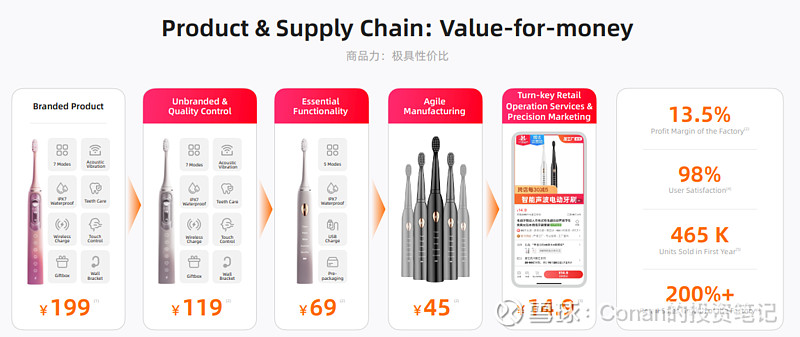 Product & Supply Chain: Value-for-money
商品力：极具性价比
Branded Product
7 Modes
Acoustic Vibration
IPX7 Waterproof
Teeth Care
Wireless Charge
Touch Control
Giftbox
Wall Bracket
¥199
Unbranded &
Quality Control
7 Modes
Acoustic Vibration
IPX7 Waterproof
Teeth Care
Wireless Charge
Touch Control
Giftbox
Wall Bracket
¥119
Essential
Functionality
5 Modes
IPX7 Waterproof
USB Charge
Pre-packaging
¥69
Agile
Manufacturing
¥45
Turn-key Retail
Operation Services &
Precision Marketing
智能声波电动牙刷
¥14.9
13.5%
Profit Margin of the Factory
98%
User Satisfaction
465 K
Units Sold in First Year
200%+
雪球：Conan的投资笔记